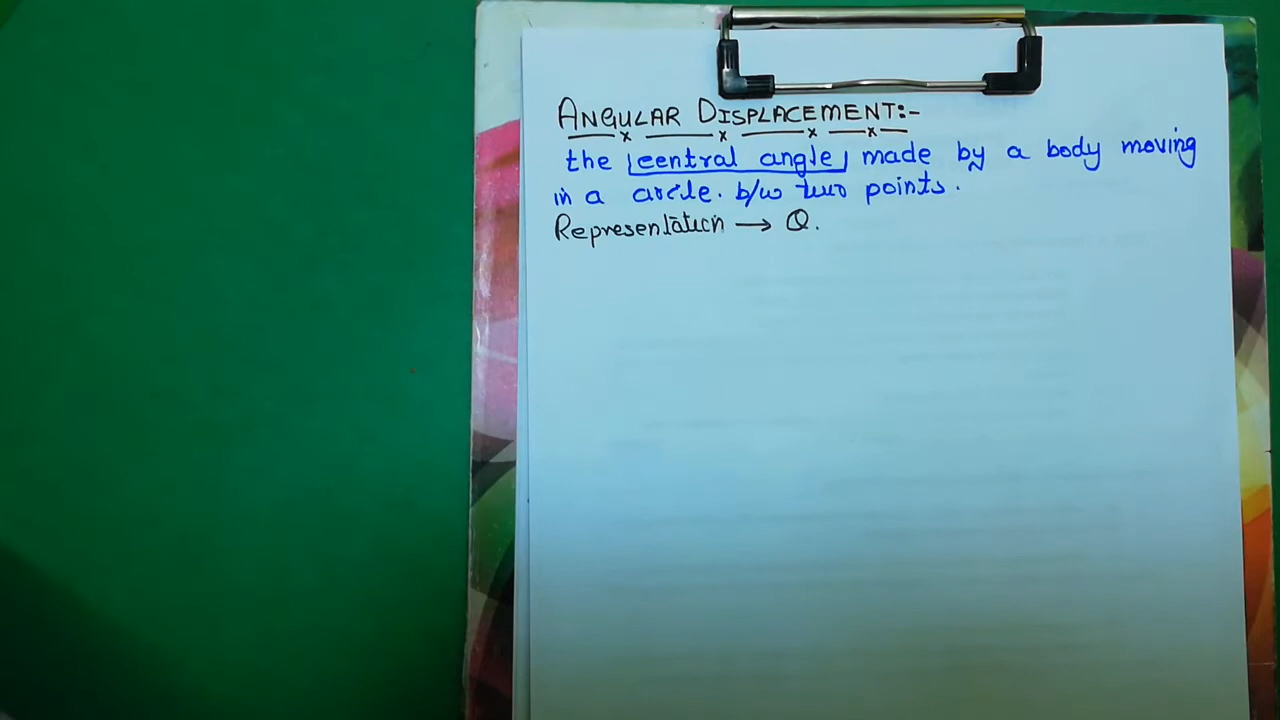 ANGULAR DISPLACEMENT:-
the central angle made by a body moving
in a circle. b/w two points.
Representation → θ.